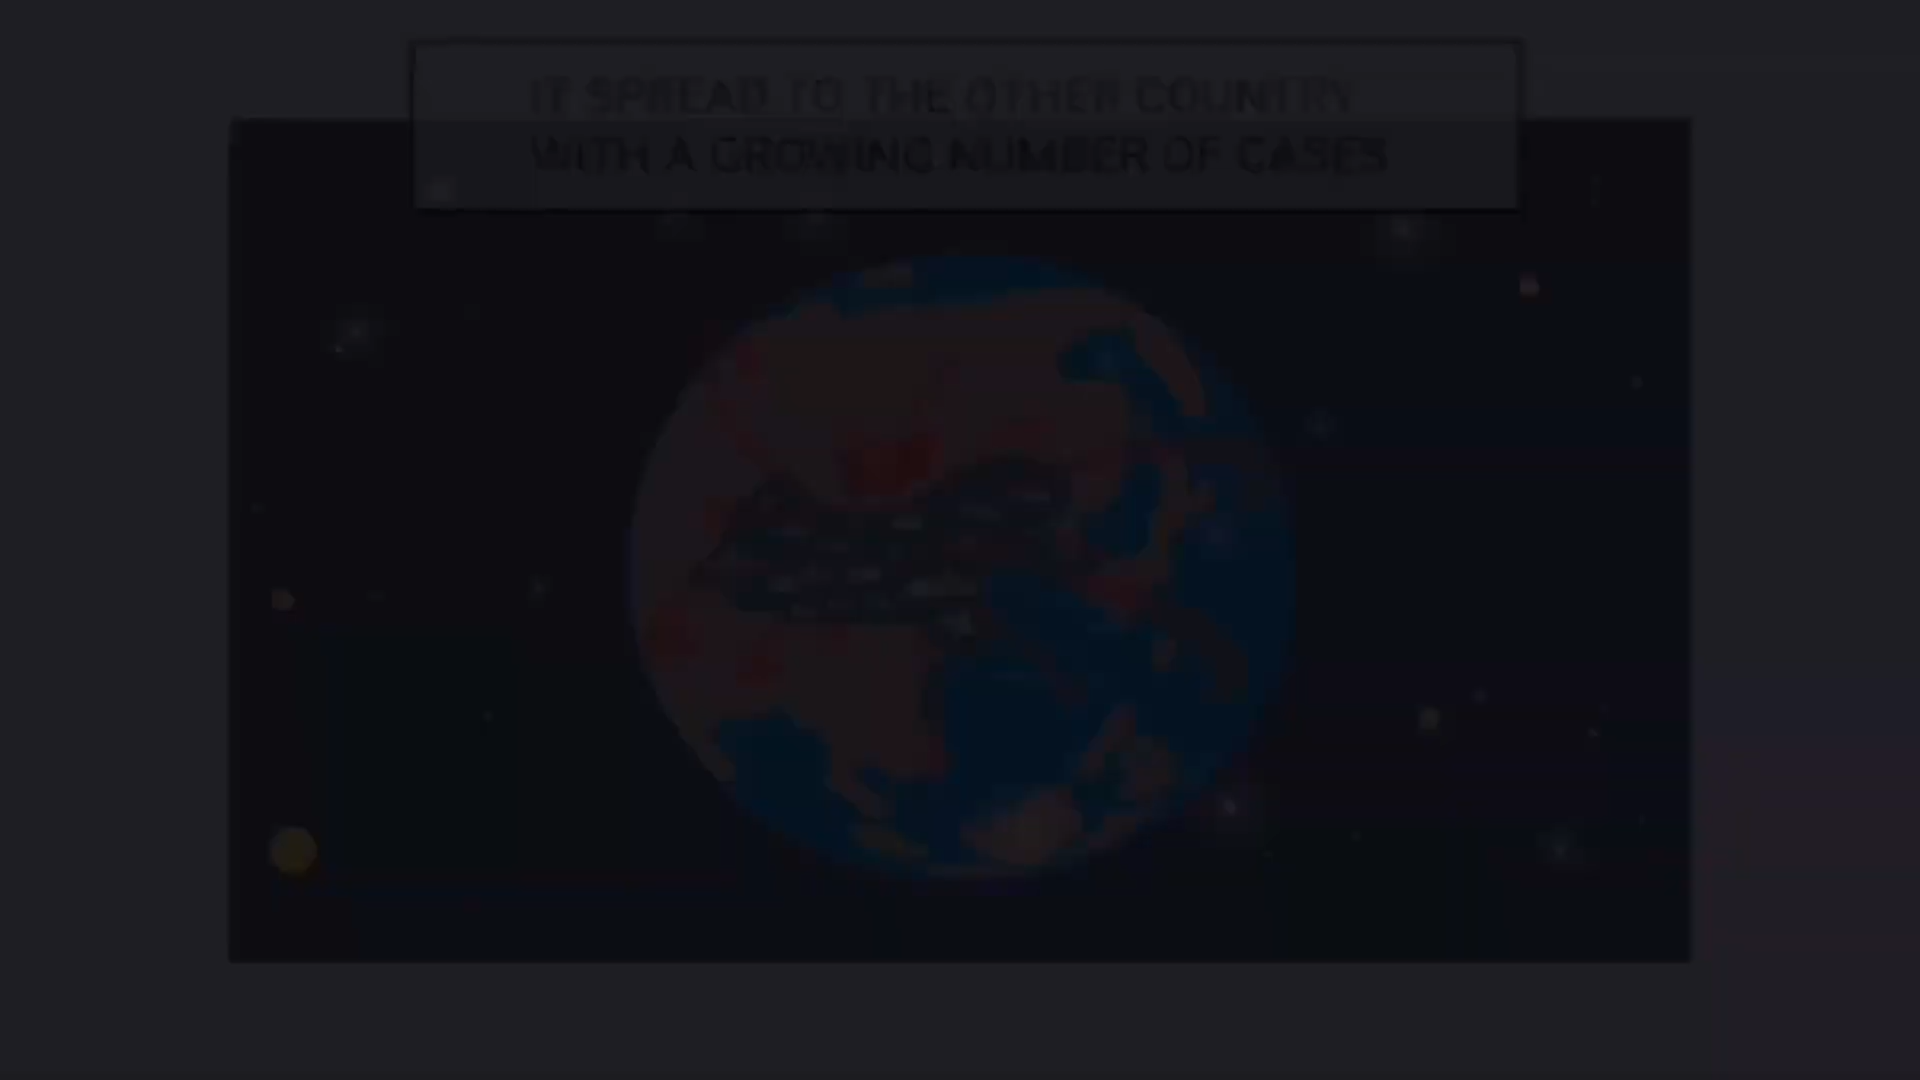 IT SPREAD TO THE OTHER COUNTRY
WITH A GROWING NUMBER OF CASES